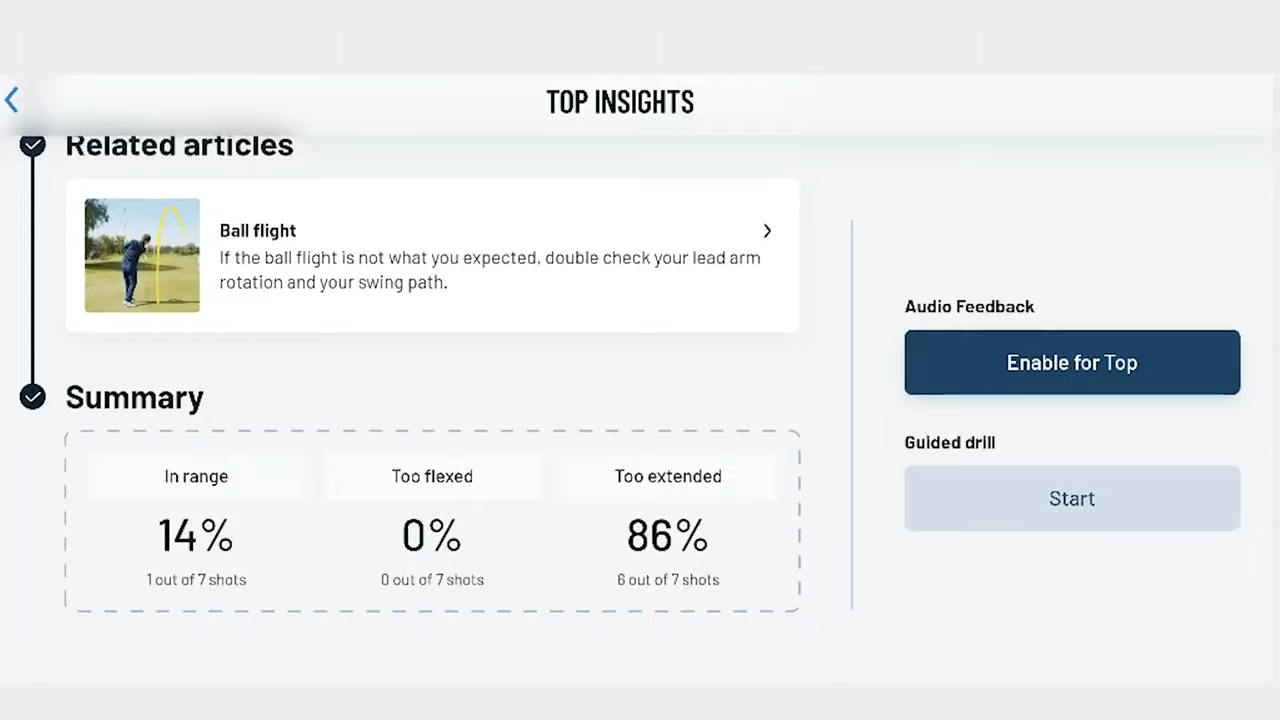 TOP INSIGHTS
Related articles
Ball flight
If the ball flight is not what you expected, double check your lead arm
rotation and your swing path.
Audio Feedback
Enable for Top
Summary
Guided drill
In range
Too flexed
Too extended
Start
14%
0%
86%
1 out of 7 shots
0 out of 7 shots
6 out of 7 shots